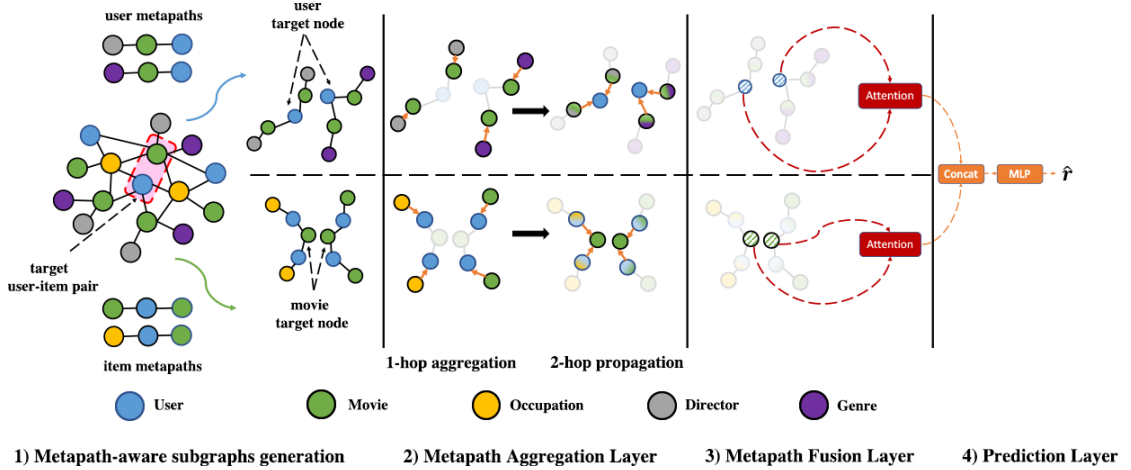 user metapaths
user
target node
target
user-item pair
movie
target node
item metapaths
1-hop aggregation
2-hop propagation
Attention
Attention
Concat
MLP
r̂
User
Movie
Occupation
Director
Genre
1) Metapath-aware subgraphs generation
2) Metapath Aggregation Layer
3) Metapath Fusion Layer
4) Prediction Layer